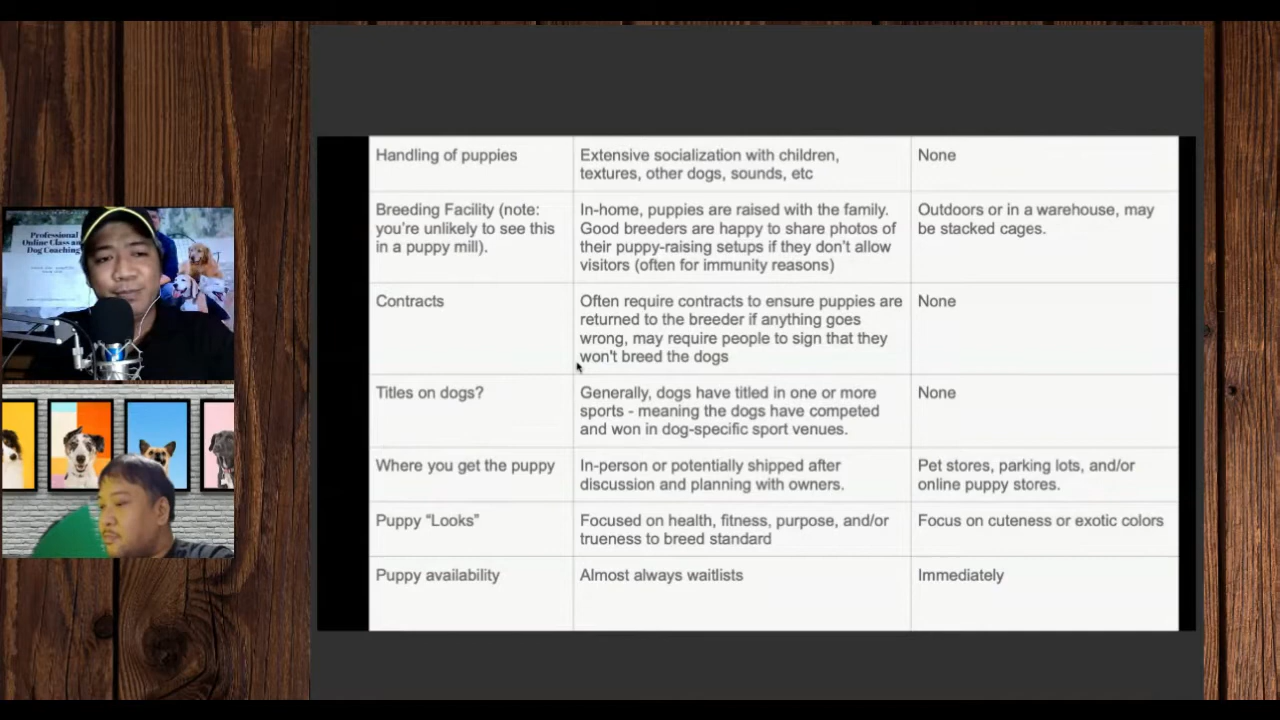 Professional
Online Class an
Dog Coaching
Handling of puppies
Extensive socialization with children,
textures, other dogs, sounds, etc
None
Breeding Facility (note:
you're unlikely to see this
in a puppy mill).
In-home, puppies are raised with the family.
Good breeders are happy to share photos of
their puppy-raising setups if they don't allow
visitors (often for immunity reasons)
Outdoors or in a warehouse, may
be stacked cages.
Contracts
Often require contracts to ensure puppies are
returned to the breeder if anything goes
wrong, may require people to sign that they
won't breed the dogs
None
Titles on dogs?
Generally, dogs have titled in one or more
sports - meaning the dogs have competed
and won in dog-specific sport venues.
None
Where you get the puppy
In-person or potentially shipped after
discussion and planning with owners.
Pet stores, parking lots, and/or
online puppy stores.
Puppy “Looks”
Focused on health, fitness, purpose, and/or
trueness to breed standard
Focus on cuteness or exotic colors
Puppy availability
Almost always waitlists
Immediately